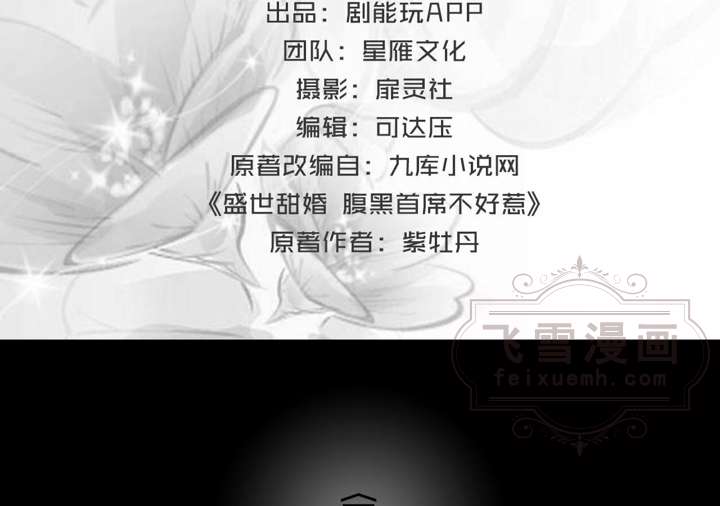 出品：剧能玩APP
团队：星雁文化
摄影：扉灵社
编辑：可达压
原著改编自：九库小说网
《盛世甜婚 腹黑首席不好惹》
原著作者：紫牡丹
飞雪漫画
feixuemh.com